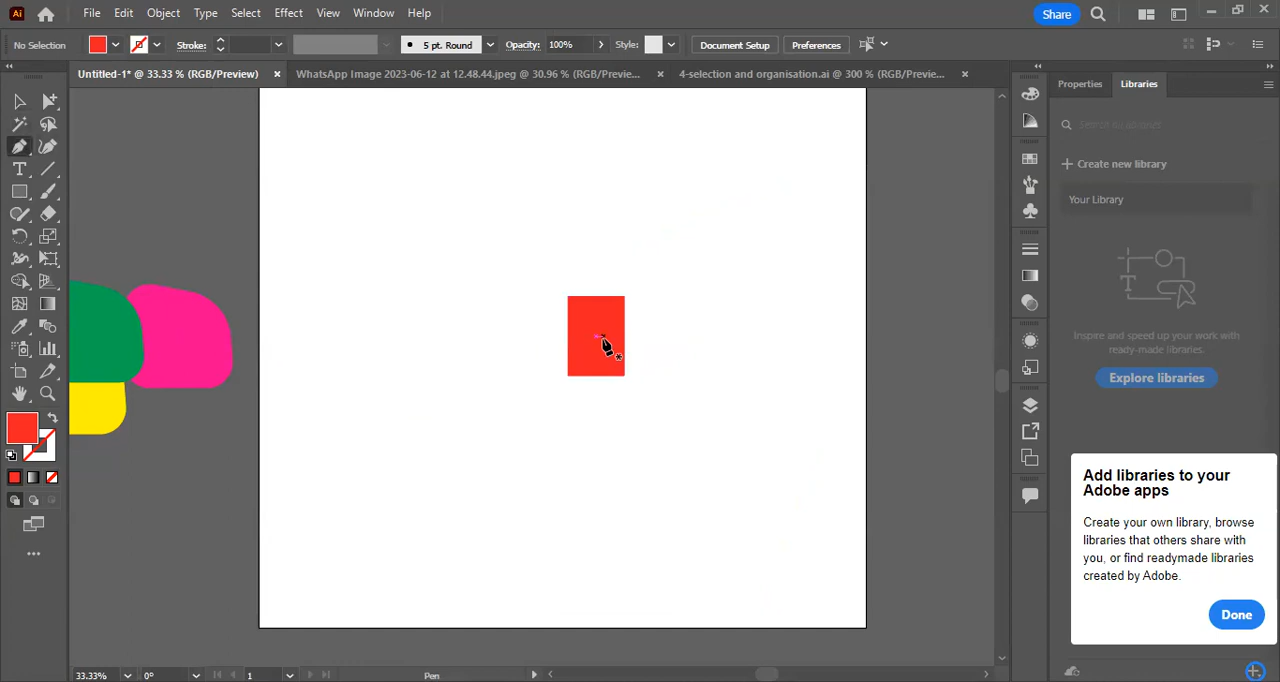 Ai File Edit Object Type Select Effect View Window Help Share
No Selection Stroke: 5 pt. Round Opacity: 100% Style: Document Setup Preferences
Untitled-1* @ 33.33 % (RGB/Preview) × WhatsApp Image 2023-06-12 at 12.48.44.jpeg @ 30.96 % (RGB/Previe... × 4-selection and organisation.ai @ 300 % (RGB/Previe... ×
Properties Libraries
Create new library
Your Library
Inspire and speed up your work with
ready-made libraries.
Explore libraries
Add libraries to your
Adobe apps
Create your own library, browse
libraries that others share with
you, or find readymade libraries
created by Adobe.
Done
33.33% 0° 1 Pen